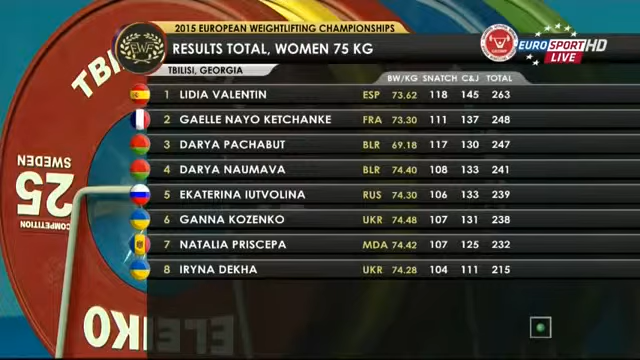 2015 EUROPEAN WEIGHTLIFTING CHAMPIONSHIPS
EWF
RESULTS TOTAL, WOMEN 75 KG
EUROSPORT HD
LIVE
TBILISI, GEORGIA
BW/KG SNATCH C&J TOTAL
1 LIDIA VALENTIN ESP 73.62 118 145 263
2 GAELLE NAYO KETCHANKE FRA 73.30 111 137 248
3 DARYA PACHABUT BLR 69.18 117 130 247
4 DARYA NAUMAVA BLR 74.40 108 133 241
5 EKATERINA IUTVOLINA RUS 74.30 106 133 239
6 GANNA KOZENKO UKR 74.48 107 131 238
7 NATALIA PRISCEPA MDA 74.42 107 125 232
8 IRYNA DEKHA UKR 74.28 104 111 215
TBI
SWEDEN
25
COMPETITION
ELEIKO